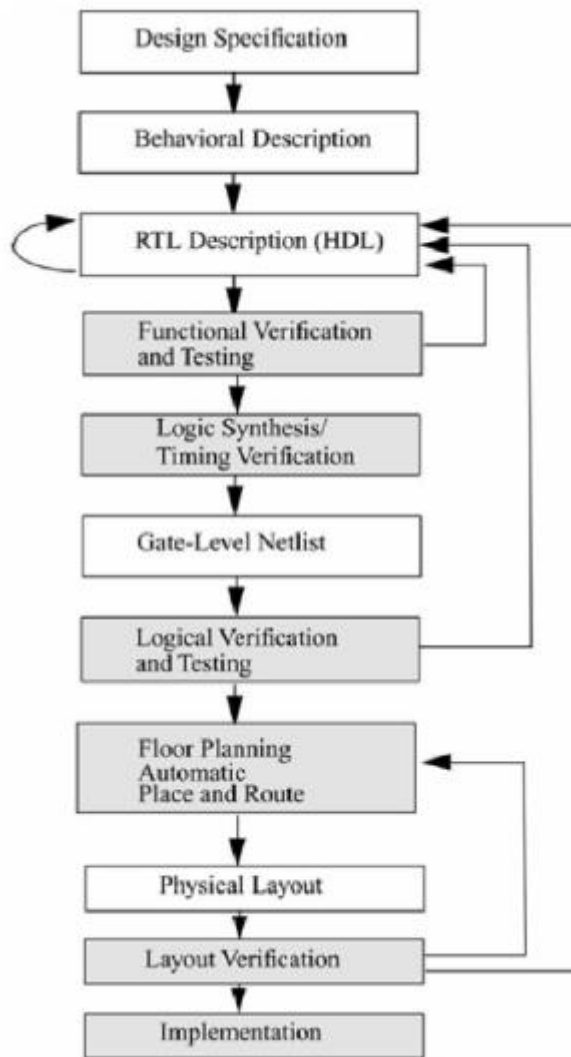 Design Specification
Behavioral Description
RTL Description (HDL)
Functional Verification
and Testing
Logic Synthesis/
Timing Verification
Gate-Level Netlist
Logical Verification
and Testing
Floor Planning
Automatic
Place and Route
Physical Layout
Layout Verification
Implementation